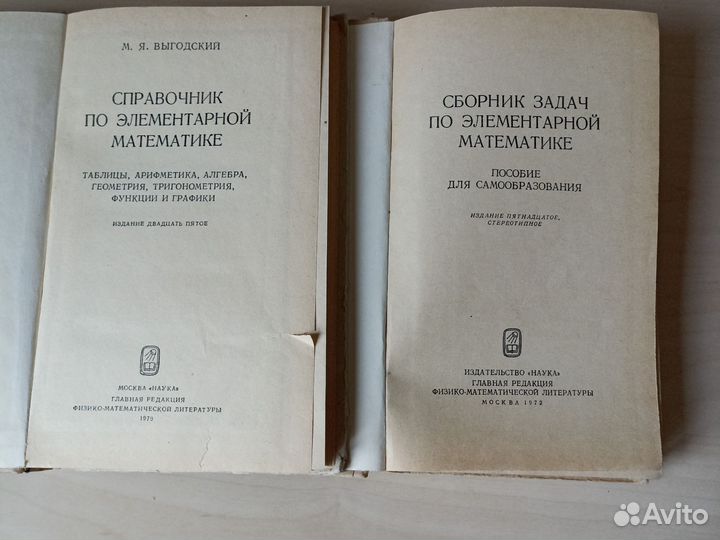 М. Я. ВЫГОДСКИЙ
СПРАВОЧНИК
ПО ЭЛЕМЕНТАРНОЙ
МАТЕМАТИКЕ
ТАБЛИЦЫ, АРИФМЕТИКА, АЛГЕБРА,
ГЕОМЕТРИЯ, ТРИГОНОМЕТРИЯ,
ФУНКЦИИ И ГРАФИКИ
ИЗДАНИЕ ДВАДЦАТЬ ПЯТОЕ
МОСКВА «НАУКА»
ГЛАВНАЯ РЕДАКЦИЯ
ФИЗИКО-МАТЕМАТИЧЕСКОЙ ЛИТЕРАТУРЫ
СБОРНИК ЗАДАЧ
ПО ЭЛЕМЕНТАРНОЙ
МАТЕМАТИКЕ
ПОСОБИЕ
ДЛЯ САМООБРАЗОВАНИЯ
ИЗДАНИЕ ПЯТНАДЦАТОЕ,
СТЕРЕОТИПНОЕ
ИЗДАТЕЛЬСТВО «НАУКА»
ГЛАВНАЯ РЕДАКЦИЯ
ФИЗИКО-МАТЕМАТИЧЕСКОЙ ЛИТЕРАТУРЫ
МОСКВА 1972
Avito